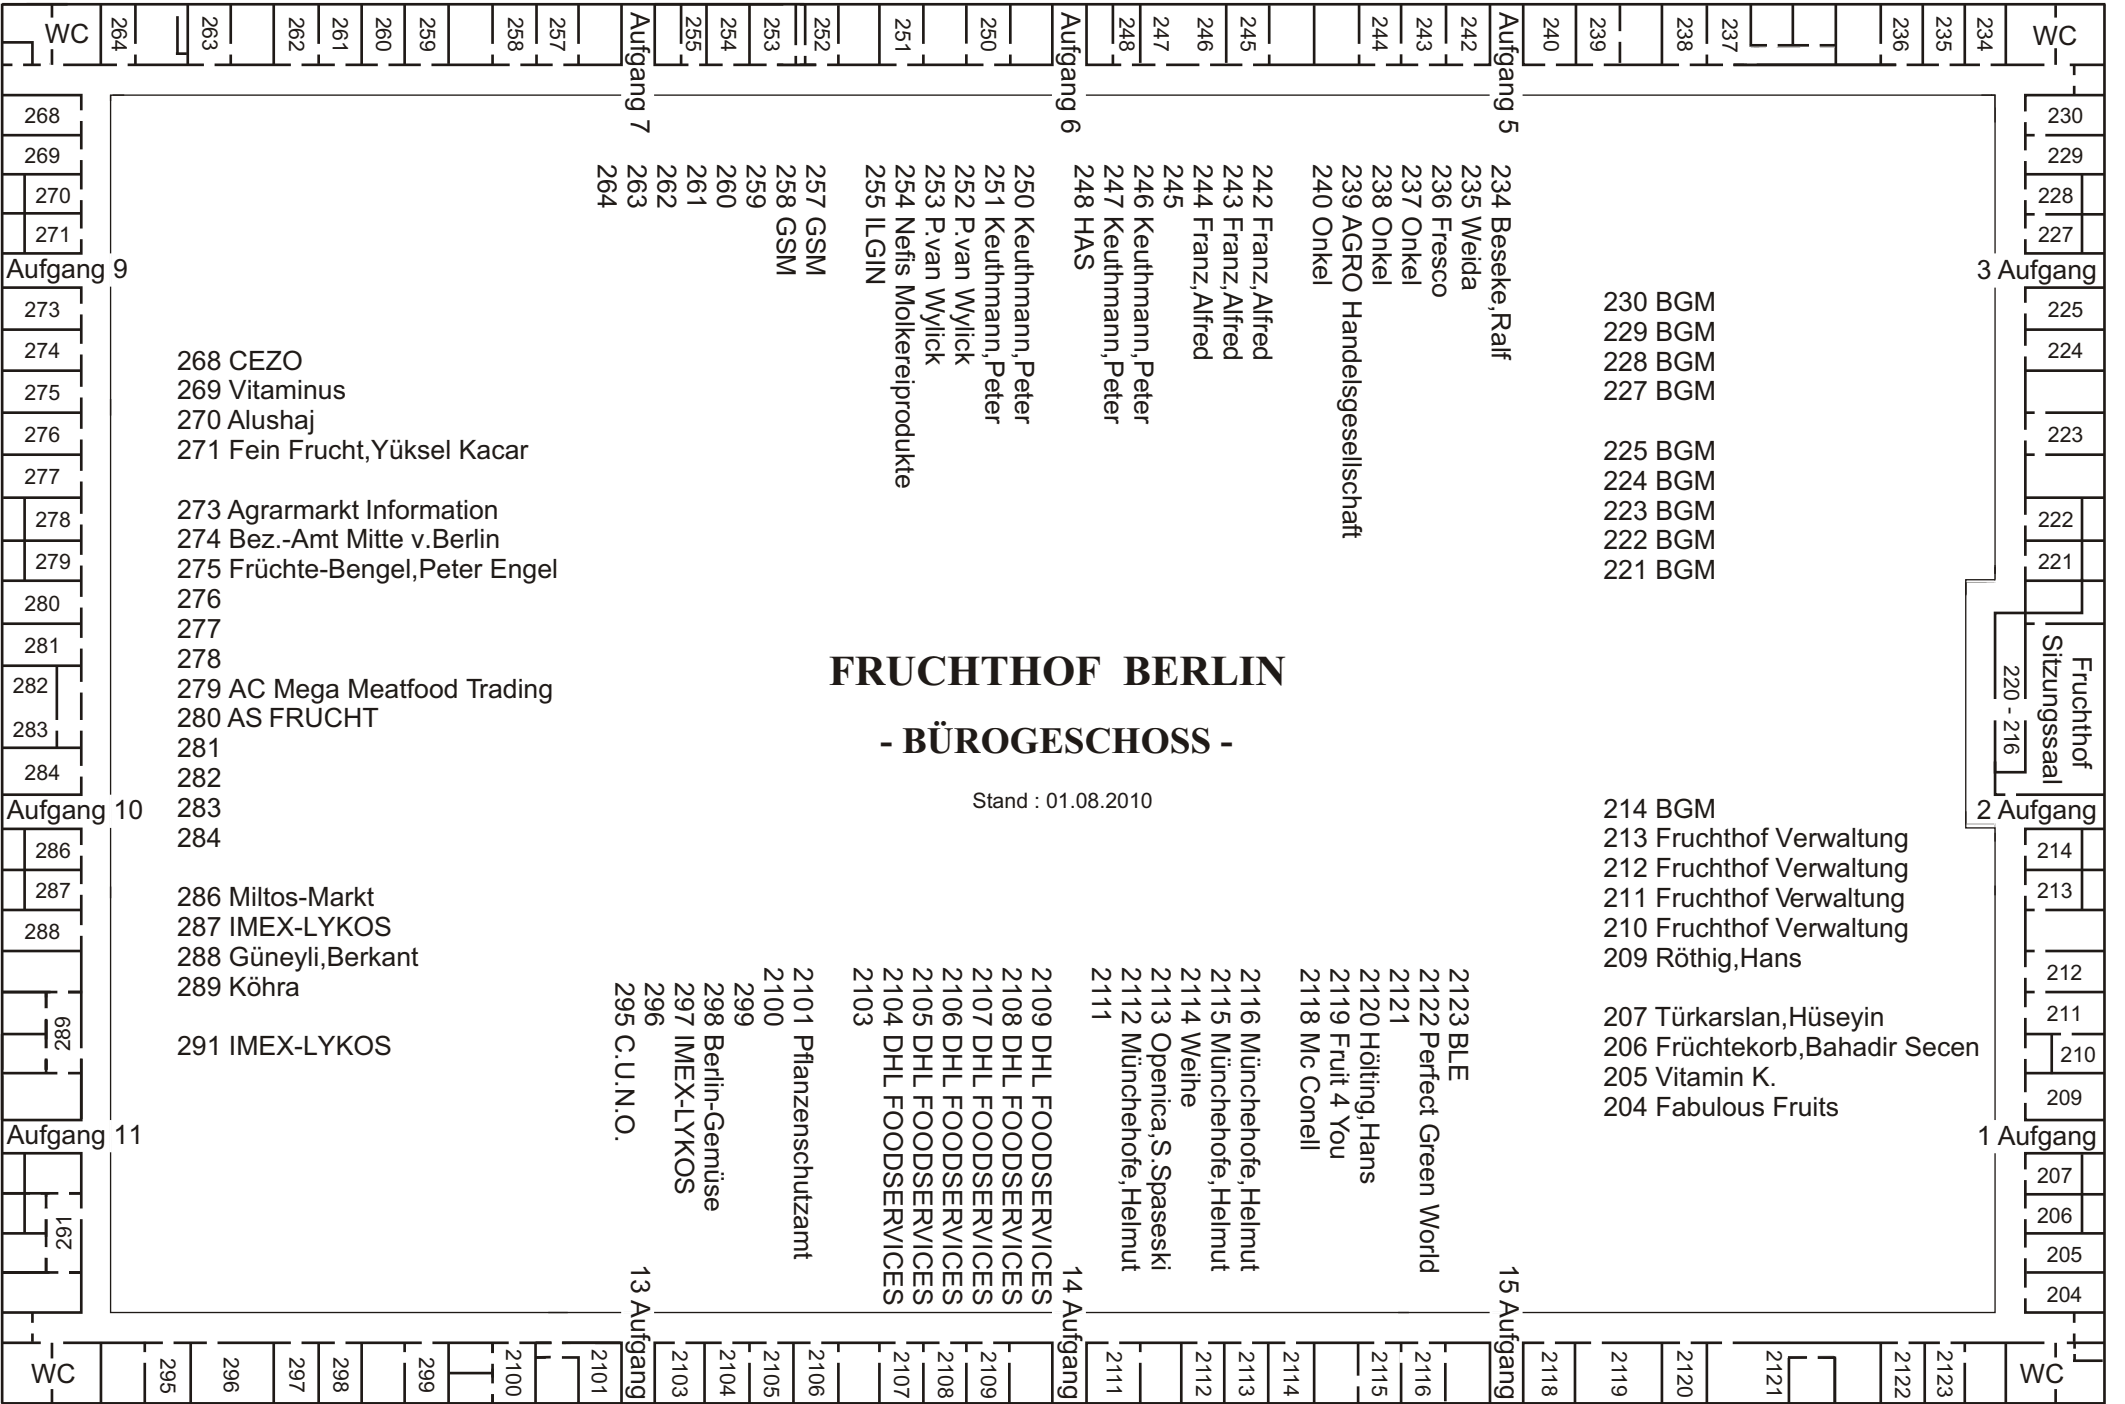 WC
264
263
262
261
260
259
258
257
Aufgang 7
255
254
253
252
251
250
Aufgang 6
248
247
246
245
244
243
242
Aufgang 5
240
239
238
237
236
235
234
WC
268
269
270
271
Aufgang 9
273
274
275
276
277
278
279
280
281
282
283
284
Aufgang 10
286
287
288
289
Aufgang 11
291
WC
268 CEZO
269 Vitaminus
270 Alushaj
271 Fein Frucht,Yüksel Kacar
273 Agrarmarkt Information
274 Bez.-Amt Mitte v.Berlin
275 Früchte-Bengel,Peter Engel
276
277
278
279 AC Mega Meatfood Trading
280 AS FRUCHT
281
282
283
284
286 Miltos-Markt
287 IMEX-LYKOS
288 Güneyli,Berkant
289 Köhra
291 IMEX-LYKOS
234 Beseke,Ralf
235 Weida
236 Fresco
237 Onkel
238 Onkel
239 AGRO Handelsgesellschaft
240 Onkel
242 Franz,Alfred
243 Franz,Alfred
244 Franz,Alfred
245
246 Keuthmann,Peter
247 Keuthmann,Peter
248 HAS
250 Keuthmann,Peter
251 Keuthmann,Peter
252 P.van Wylick
253 P.van Wylick
254 Nefis Molkereiprodukte
255 ILGIN
257 GSM
258 GSM
259
260
261
262
263
264
FRUCHTHOF BERLIN
- BÜROGESCHOSS -
Stand : 01.08.2010
230 BGM
229 BGM
228 BGM
227 BGM
225 BGM
224 BGM
223 BGM
222 BGM
221 BGM
214 BGM
213 Fruchthof Verwaltung
212 Fruchthof Verwaltung
211 Fruchthof Verwaltung
210 Fruchthof Verwaltung
209 Röthig,Hans
207 Türkarslan,Hüseyin
206 Früchtekorb,Bahadir Secen
205 Vitamin K.
204 Fabulous Fruits
2123 BLE
2122 Perfect Green World
2121
2120 Hölting,Hans
2119 Fruit 4 You
2118 Mc Conell
2116 Münchehofe,Helmut
2115 Münchehofe,Helmut
2114 Weihe
2113 Openica,S.Spaseski
2112 Münchehofe,Helmut
2111
2109 DHL FOODSERVICES
2108 DHL FOODSERVICES
2107 DHL FOODSERVICES
2106 DHL FOODSERVICES
2105 DHL FOODSERVICES
2104 DHL FOODSERVICES
2103
2101 Pflanzenschutzamt
2100
299
298 Berlin-Gemüse
297 IMEX-LYKOS
296
295 C.U.N.O.
230
229
228
227
3 Aufgang
225
224
223
222
221
Fruchthof
Sitzungssaal
220 - 216
2 Aufgang
214
213
212
211
210
209
1 Aufgang
207
206
205
204
WC
295
296
297
298
299
2100
2101
13 Aufgang
2103
2104
2105
2106
2107
2108
2109
14 Aufgang
2111
2112
2113
2114
2115
2116
15 Aufgang
2118
2119
2120
2121
2122
2123